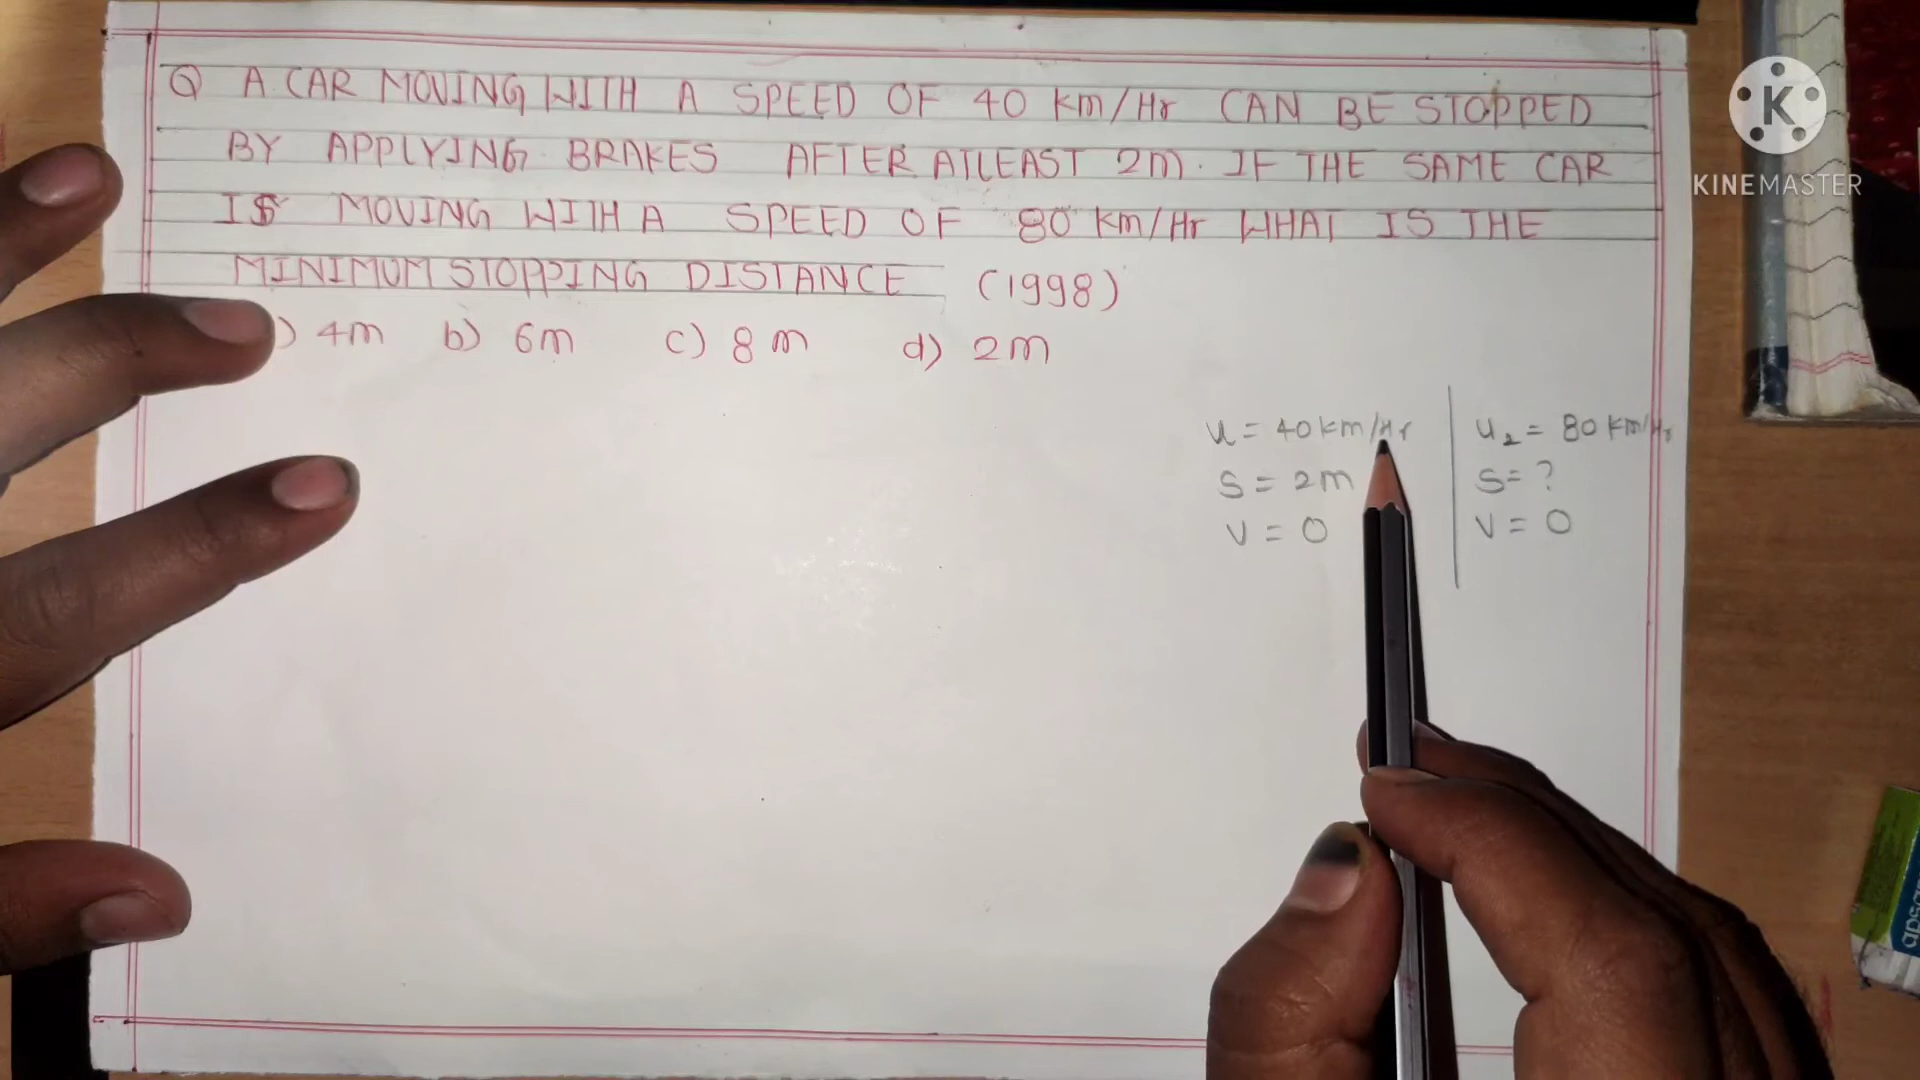 Q A CAR MOVING WITH A SPEED OF 40 Km/Hr CAN BE STOPPED
BY APPLYING BRAKES AFTER ATLEAST 2m. IF THE SAME CAR
IS MOVING WITH A SPEED OF 80 Km/Hr WHAT IS THE
MINIMUM STOPPING DISTANCE (1998)
) 4m b) 6m c) 8 m d) 2m
u = 40 km/Hr
S = 2m
V = 0
u₂ = 80 km/Hr
S = ?
V = 0
K
KINEMASTER
apsara